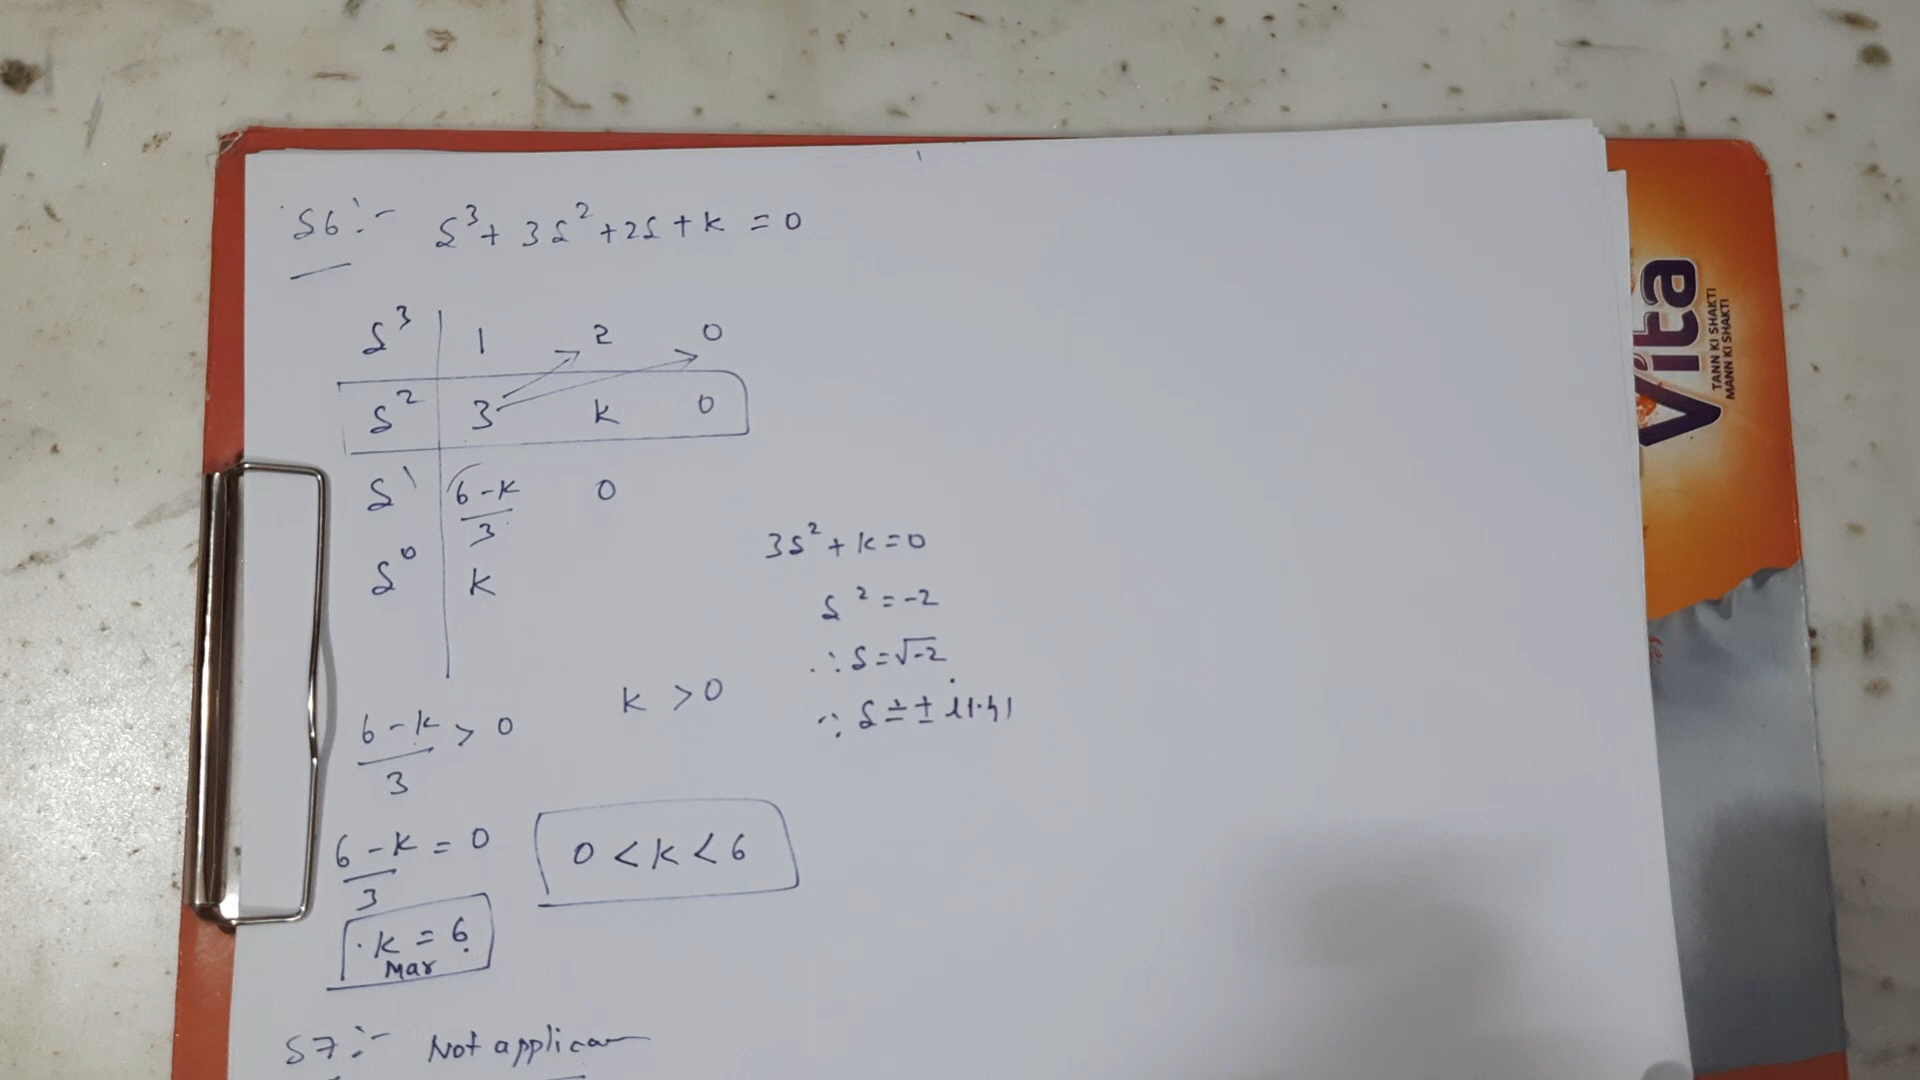 S6:- S³ + 3S² + 2S + K = 0
S³ 1 2 0
S² 3 K 0
S¹ 6-K/3 0
S⁰ K
3S² + K = 0
S² = -2
∴ S = √-2
∴ S = ± j1.41
K > 0
6-K/3 > 0
6-K/3 = 0
0 < K < 6
K = 6
Mar
S7:- Not applican
Vita
TANN KI SHAKTI
MANN KI SHAKTI